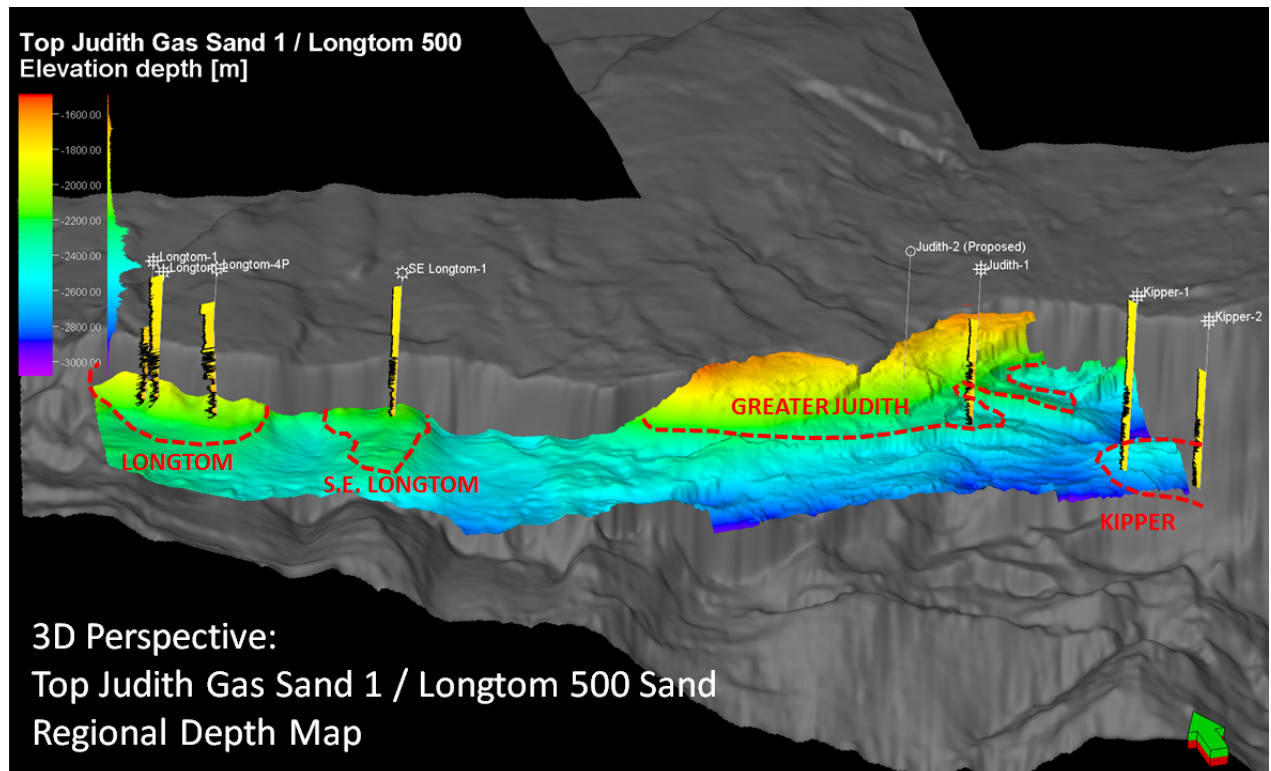 Top Judith Gas Sand 1 / Longtom 500
Elevation depth [m]
-1600.00
-1800.00
-2000.00
-2200.00
-2400.00
-2600.00
-2800.00
-3000.00
Longtom-1
Longtom-4P
SE Longtom-1
Judith-2 (Proposed)
Judith-1
Kipper-1
Kipper-2
GREATER JUDITH
LONGTOM
S.E. LONGTOM
KIPPER
3D Perspective:
Top Judith Gas Sand 1 / Longtom 500 Sand
Regional Depth Map